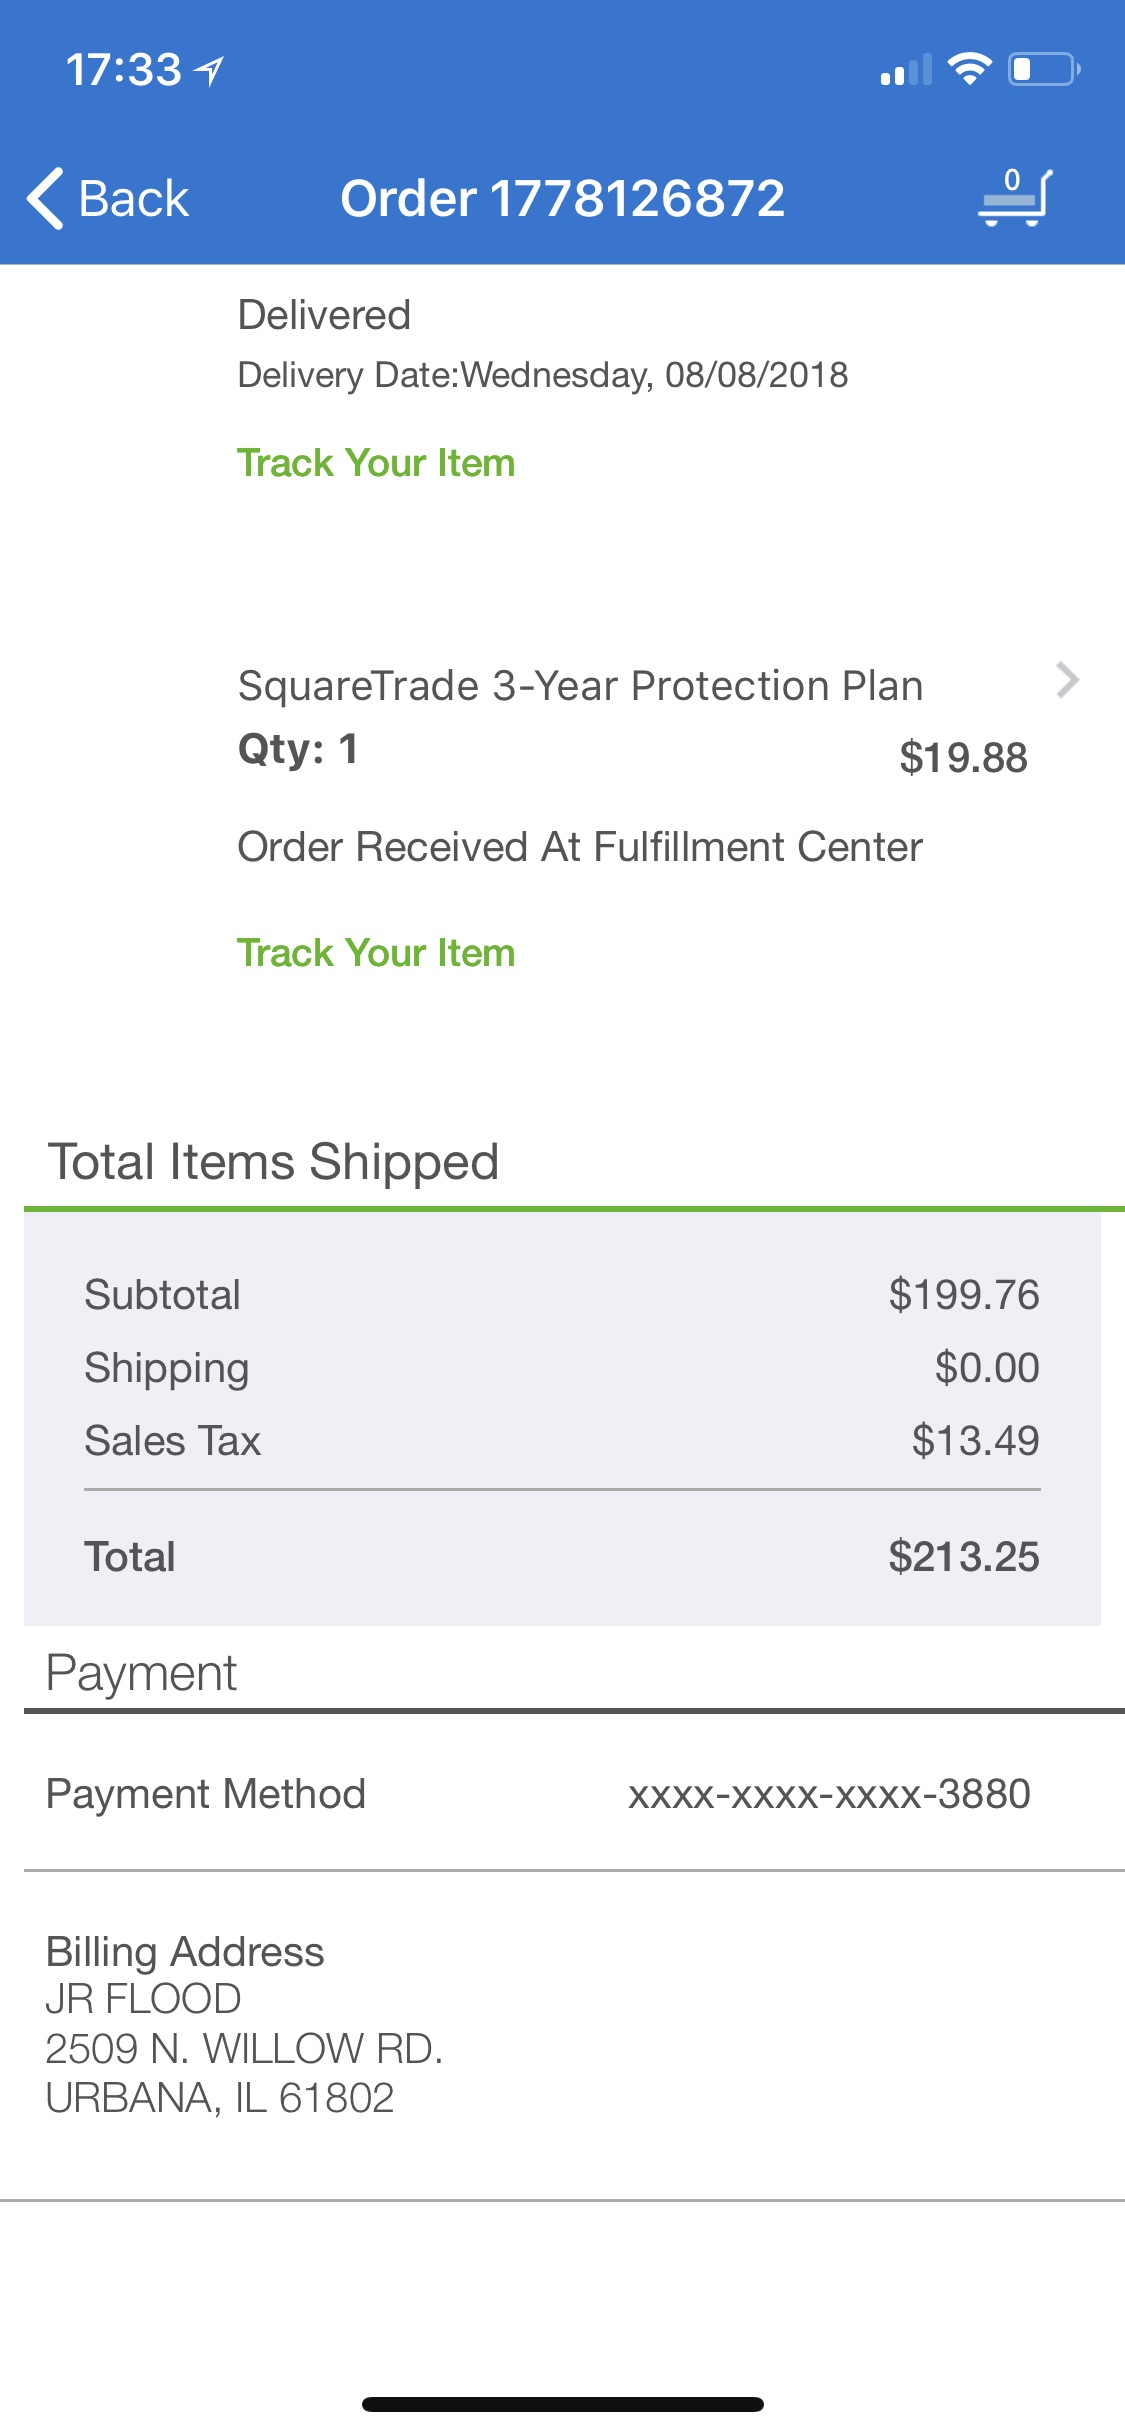 17:33
Back
Order 1778126872
0
Delivered
Delivery Date:Wednesday, 08/08/2018
Track Your Item
SquareTrade 3-Year Protection Plan
Qty: 1
$19.88
Order Received At Fulfillment Center
Track Your Item
Total Items Shipped
Subtotal $199.76
Shipping $0.00
Sales Tax $13.49
Total $213.25
Payment
Payment Method xxxx-xxxx-xxxx-3880
Billing Address
JR FLOOD
2509 N. WILLOW RD.
URBANA, IL 61802